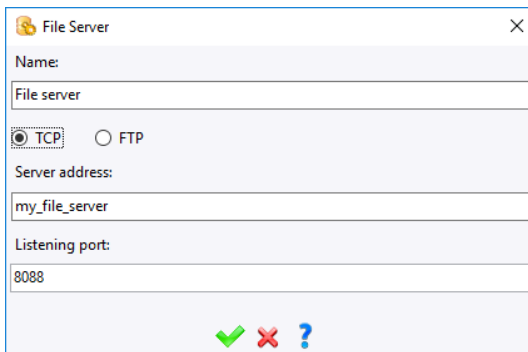 File Server
Name:
File server
TCP FTP
Server address:
my_file_server
Listening port:
8088